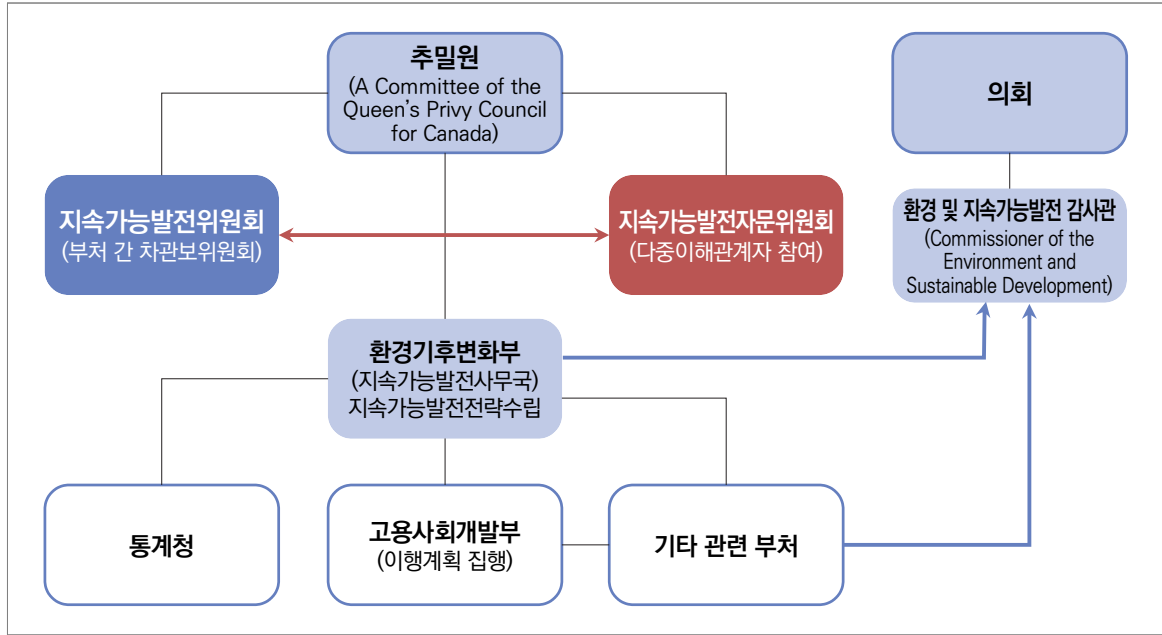 추밀원
(A Committee of the
Queen's Privy Council
for Canada)
의회
지속가능발전위원회
(부처 간 차관보위원회)
지속가능발전자문위원회
(다중이해관계자 참여)
환경 및 지속가능발전 감사관
(Commissioner of the
Environment and
Sustainable Development)
환경기후변화부
(지속가능발전사무국)
지속가능발전전략수립
통계청
고용사회개발부
(이행계획 집행)
기타 관련 부처